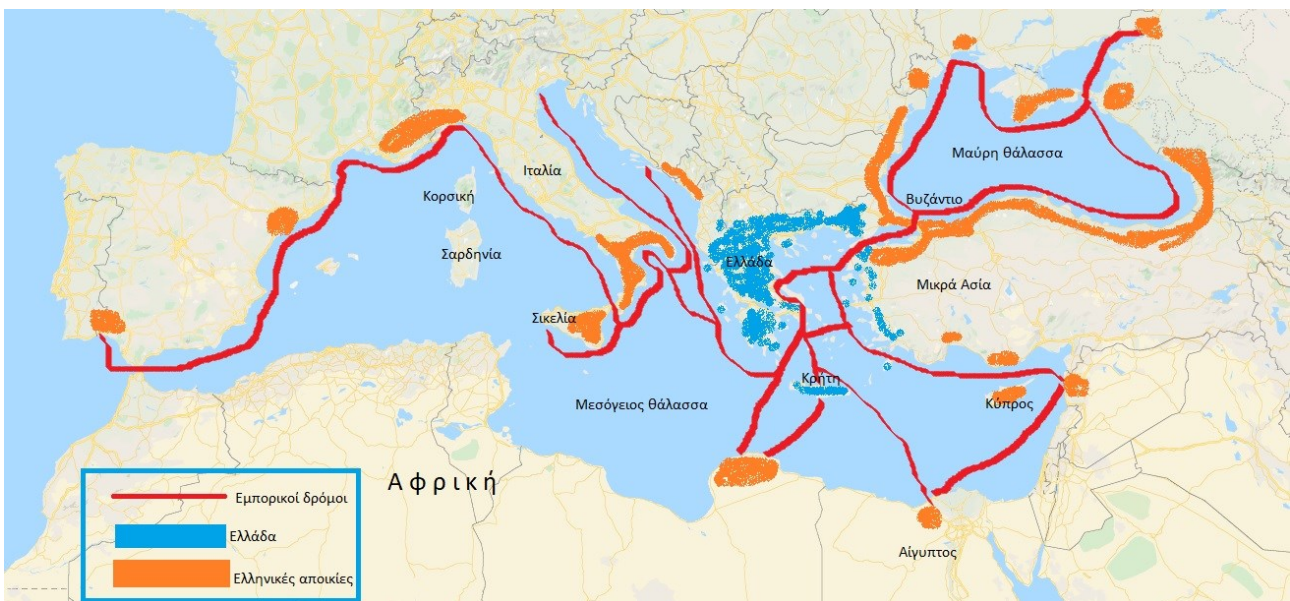 Μαύρη θάλασσα
Ιταλία
Κορσική
Βυζάντιο
Σαρδηνία
Ελλάδα
Μικρά Ασία
Σικελία
Κρήτη
Μεσόγειος θάλασσα
Κύπρος
Αφρική
Εμπορικοί δρόμοι
Ελλάδα
Αίγυπτος
Ελληνικές αποικίες